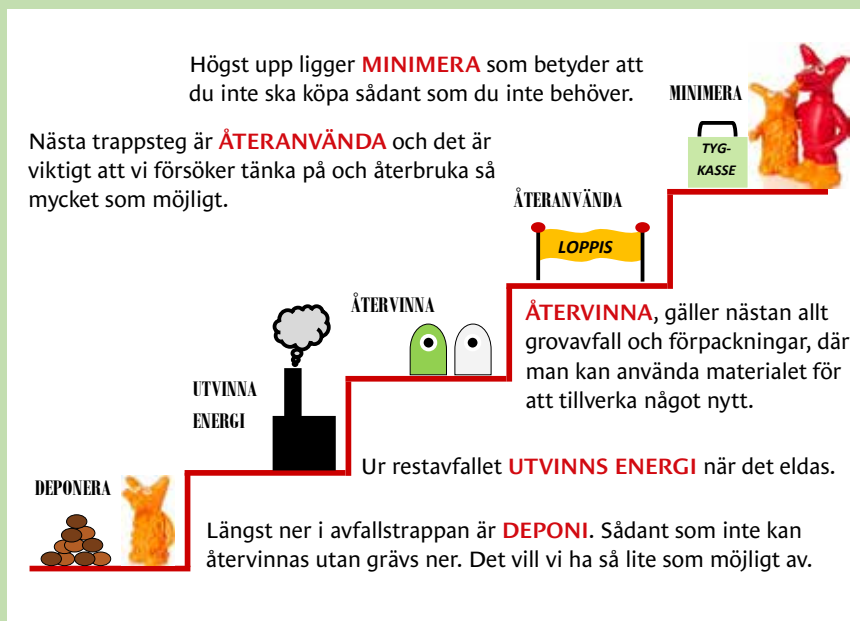 Högst upp ligger MINIMERA som betyder att
du inte ska köpa sådant som du inte behöver.
MINIMERA
TYG-
KASSE
Nästa trappsteg är ÅTERANVÄNDA och det är
viktigt att vi försöker tänka på och återbruka så
mycket som möjligt.
ÅTERANVÄNDA
LOPPIS
ÅTERVINNA
ÅTERVINNA, gäller nästan allt
grovavfall och förpackningar, där
man kan använda materialet för
att tillverka något nytt.
UTVINNA
ENERGI
Ur restavfallet UTVINNS ENERGI när det eldas.
DEPONERA
Längst ner i avfallstrappan är DEPONI. Sådant som inte kan
återvinnas utan grävs ner. Det vill vi ha så lite som möjligt av.